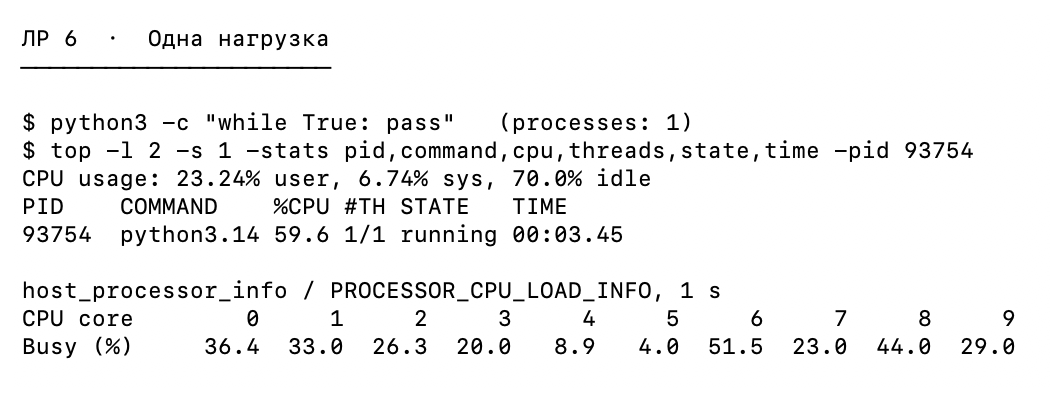 ЛР 6 · Одна нагрузка
$ python3 -c "while True: pass" (processes: 1)
$ top -l 2 -s 1 -stats pid,command,cpu,threads,state,time -pid 93754
CPU usage: 23.24% user, 6.74% sys, 70.0% idle
PID COMMAND %CPU #TH STATE TIME
93754 python3.14 59.6 1/1 running 00:03.45
host_processor_info / PROCESSOR_CPU_LOAD_INFO, 1 s
CPU core 0 1 2 3 4 5 6 7 8 9
Busy (%) 36.4 33.0 26.3 20.0 8.9 4.0 51.5 23.0 44.0 29.0